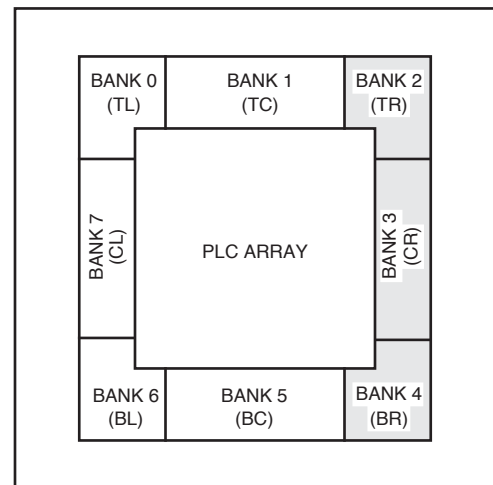 BANK 0
(TL)
BANK 1
(TC)
BANK 2
(TR)
BANK 7
(CL)
PLC ARRAY
BANK 3
(CR)
BANK 6
(BL)
BANK 5
(BC)
BANK 4
(BR)